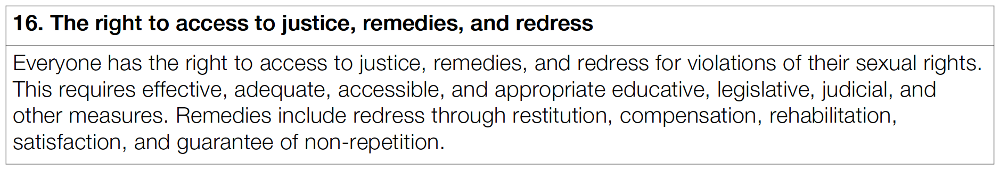 16. The right to access to justice, remedies, and redress
Everyone has the right to access to justice, remedies, and redress for violations of their sexual rights.
This requires effective, adequate, accessible, and appropriate educative, legislative, judicial, and
other measures. Remedies include redress through restitution, compensation, rehabilitation,
satisfaction, and guarantee of non-repetition.